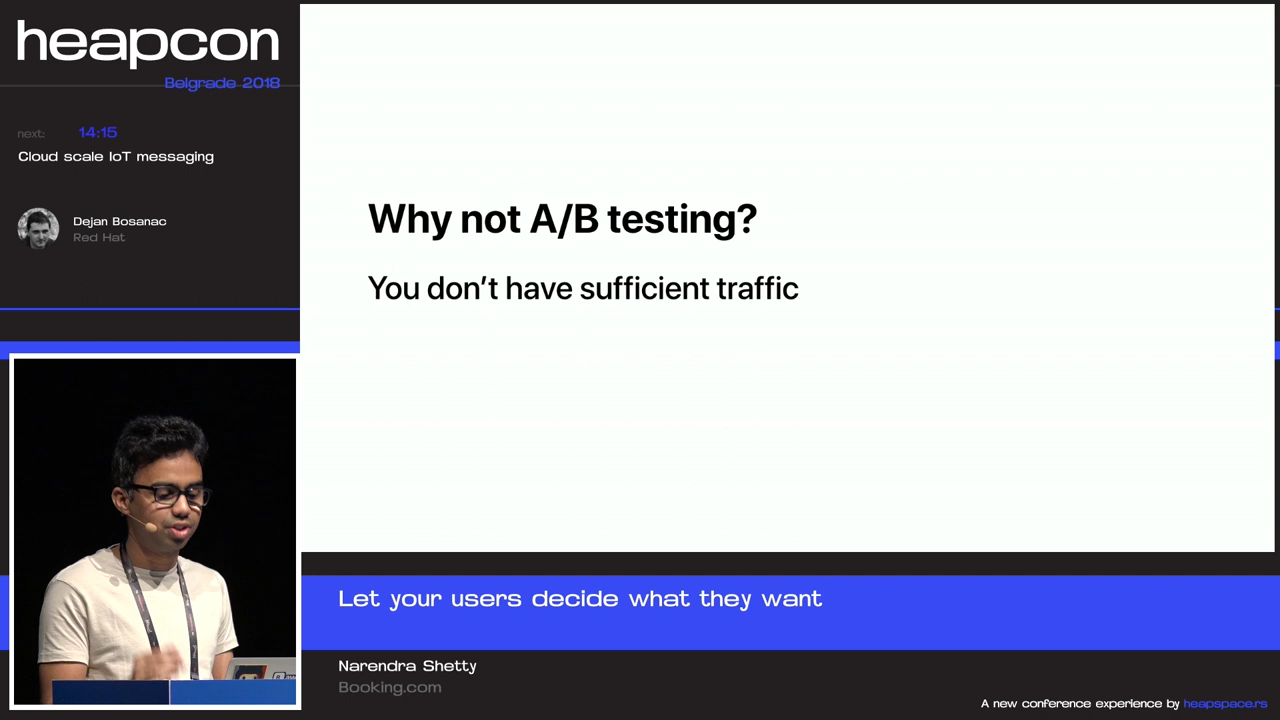 heapcon
Belgrade 2018
next: 14:15
Cloud scale IoT messaging
Dejan Bosanac
Red Hat
Why not A/B testing?
You don't have sufficient traffic
Let your users decide what they want
Narendra Shetty
Booking.com
A new conference experience by heapspace.rs